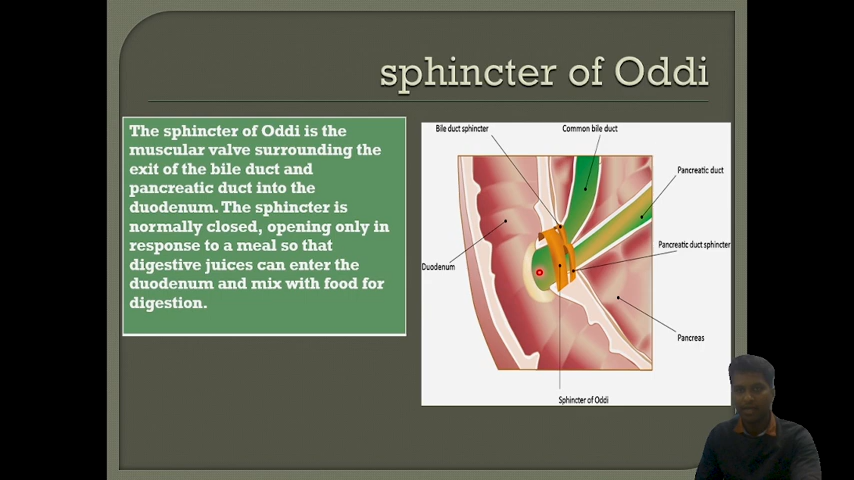 sphincter of Oddi
The sphincter of Oddi is the
muscular valve surrounding the
exit of the bile duct and
pancreatic duct into the
duodenum. The sphincter is
normally closed, opening only in
response to a meal so that
digestive juices can enter the
duodenum and mix with food for
digestion.
Bile duct sphincter
Common bile duct
Pancreatic duct
Pancreatic duct sphincter
Duodenum
Pancreas
Sphincter of Oddi